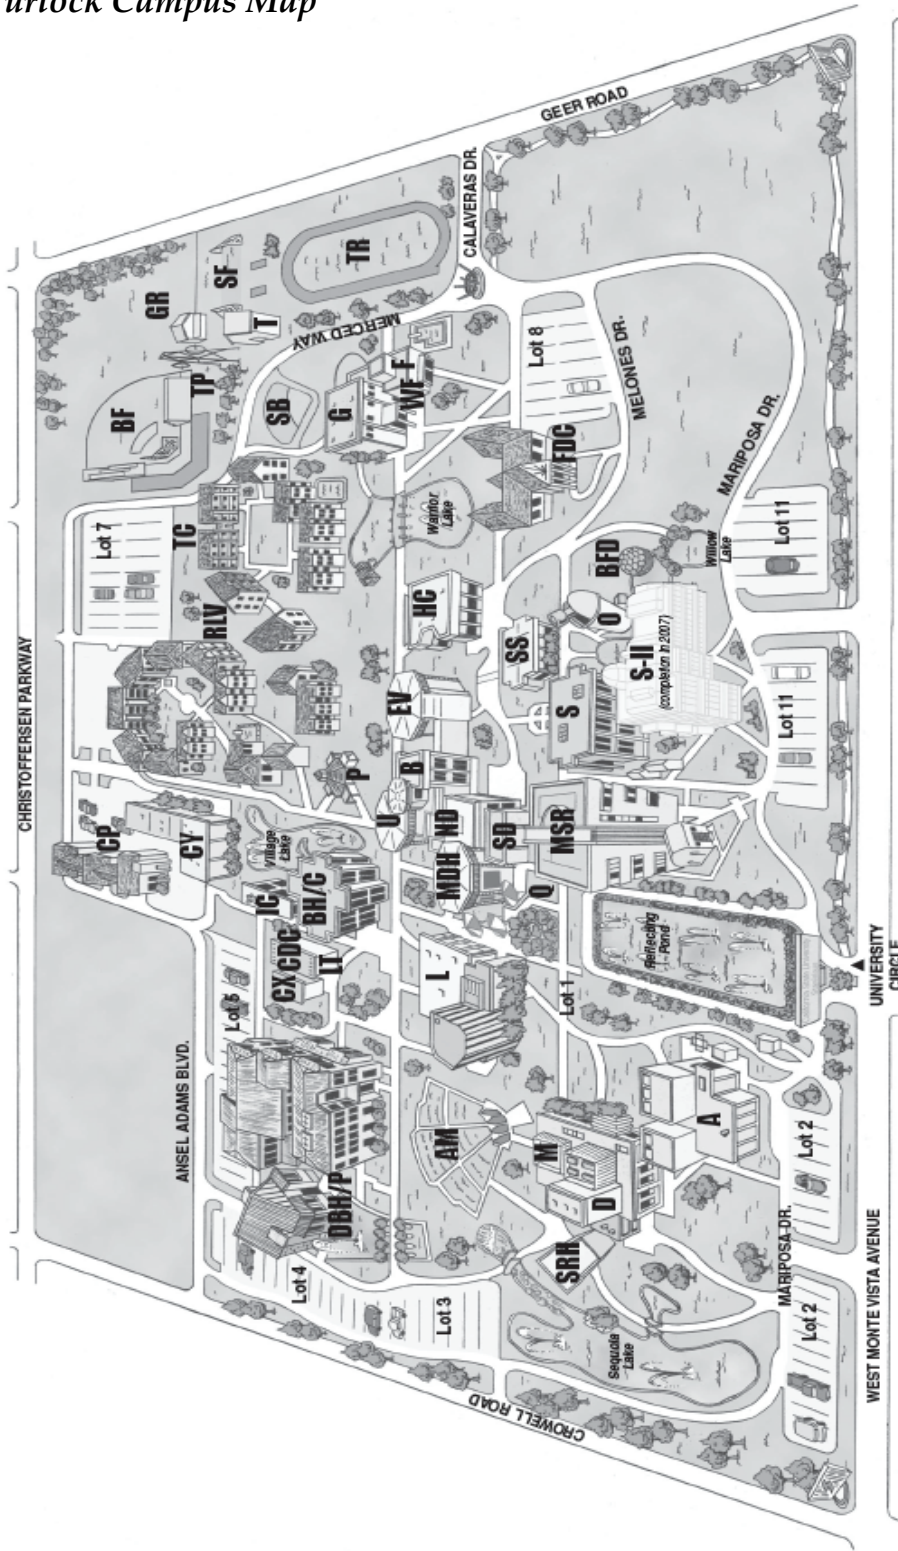 urlock Campus Map
GEER ROAD
CALAVERAS DR.
TR
SF
GR
T
MERCED WAY
BF
TP
SB
G
F
WF
Lot 8
MELONES DR.
MARIPOSA DR.
FDC
Warrior
Lake
Lot 7
TC
RLV
HC
BFD
Willow
Lake
Lot 11
SS
O
S-II
(completion in 2017)
S
EV
Lot 11
CHRISTOFFERSEN PARKWAY
P
B
U
ND
SD
MSR
MDH
Q
CP
CY
Village
Lake
IC
BH/C
CDC
CX
LT
L
Reflecting
Pond
Lot 1
UNIVERSITY
CIRCLE
Lot 5
ANSEL ADAMS BLVD.
AM
M
A
D
Lot 2
DBH/P
SRH
MARIPOSA DR.
Lot 4
Lot 3
Sequoia
Lake
Lot 2
WEST MONTE VISTA AVENUE
CROWELL ROAD